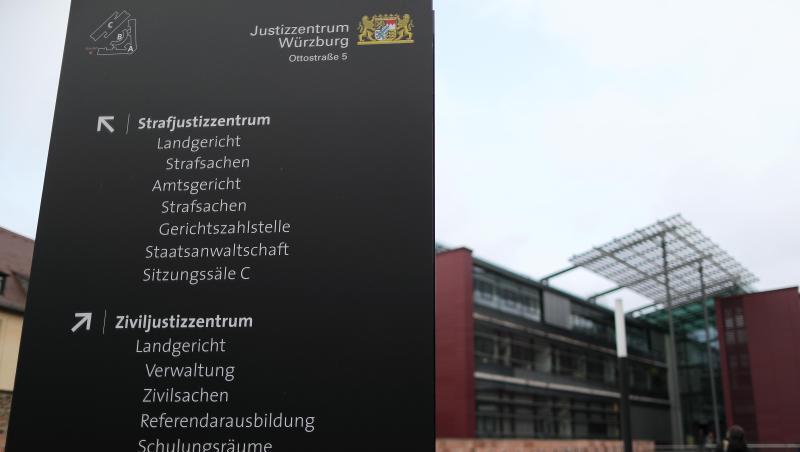 C
B
A
Justizzentrum
Würzburg
Ottostraße 5
Strafjustizzentrum
Landgericht
Strafsachen
Amtsgericht
Strafsachen
Gerichtszahlstelle
Staatsanwaltschaft
Sitzungssäle C
Ziviljustizzentrum
Landgericht
Verwaltung
Zivilsachen
Referendarausbildung
Schulungsräume